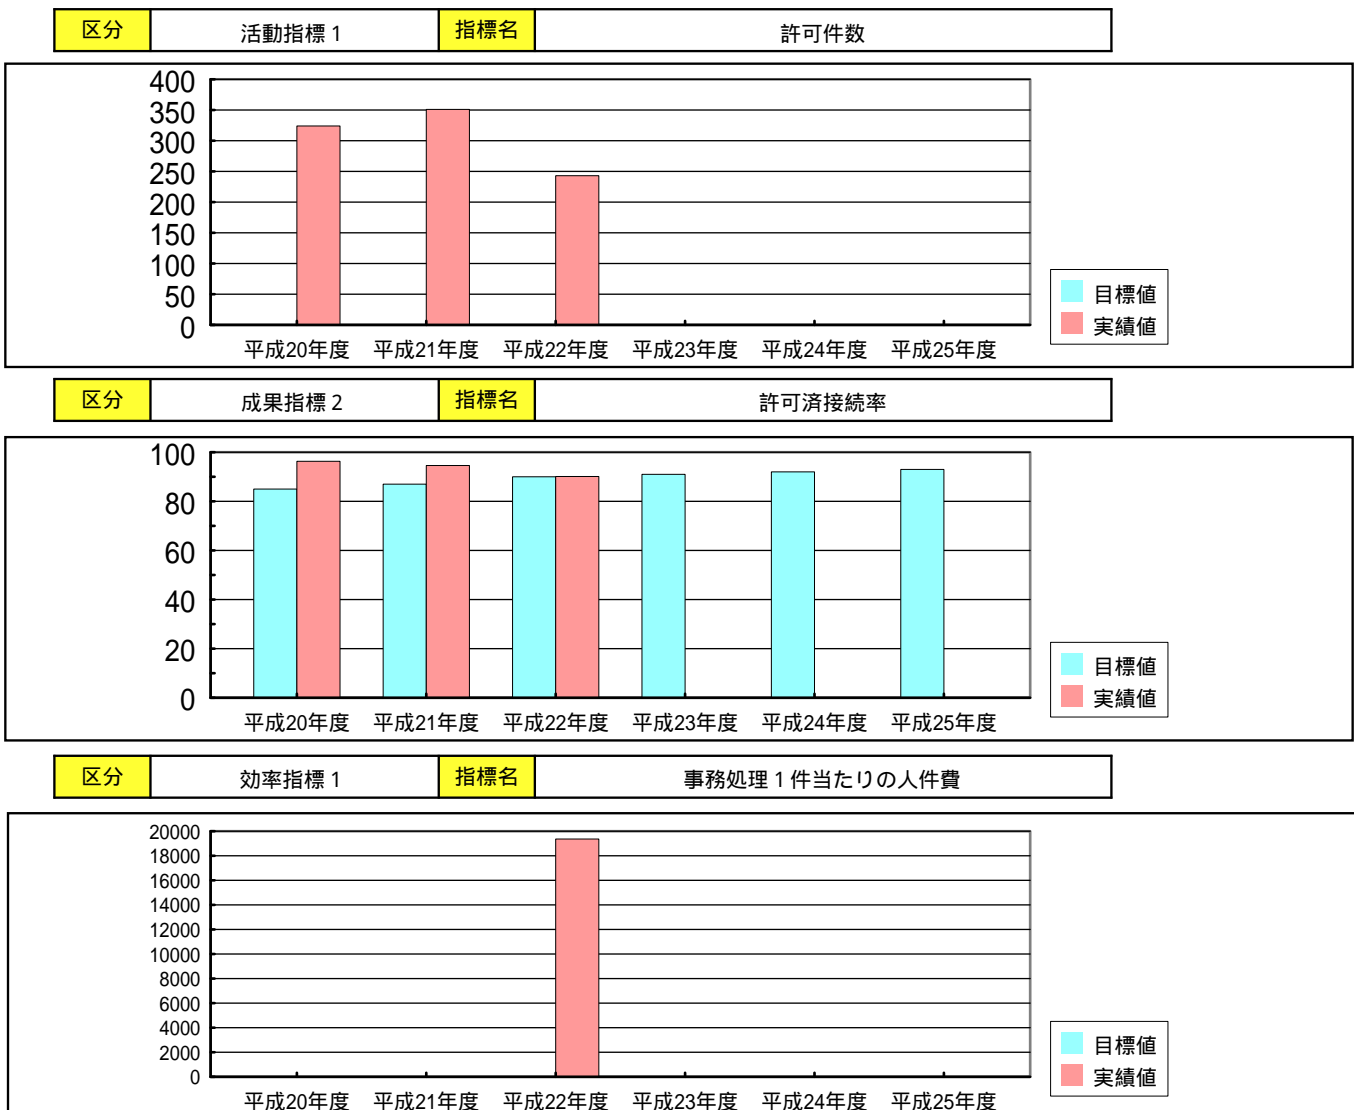 区分 活動指標1 指標名 許可件数
400
350
300
250
200
150
100
50
0
平成20年度 平成21年度 平成22年度 平成23年度 平成24年度 平成25年度
目標値
実績値
区分 成果指標2 指標名 許可済接続率
100
80
60
40
20
0
平成20年度 平成21年度 平成22年度 平成23年度 平成24年度 平成25年度
目標値
実績値
区分 効率指標1 指標名 事務処理1件当たりの人件費
20000
18000
16000
14000
12000
10000
8000
6000
4000
2000
0
平成20年度 平成21年度 平成22年度 平成23年度 平成24年度 平成25年度
目標値
実績値